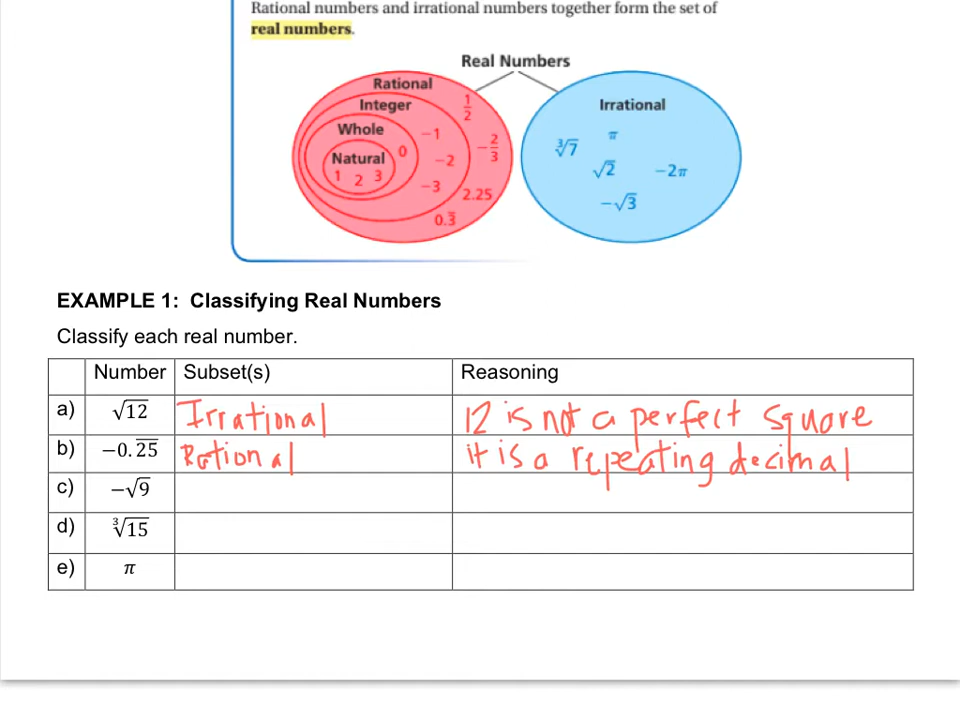 Rational numbers and irrational numbers together form the set of
real numbers.
Real Numbers
Rational
Integer
Whole
Natural
1 2 3
0
-1
-2
-3
1/2
-2/3
2.25
0.3̅
Irrational
∛7
π
√2
-2π
-√3
EXAMPLE 1: Classifying Real Numbers
Classify each real number.
Number Subset(s) Reasoning
a) √12 Irrational 12 is not a perfect square
b) −0.2̅5̅ Rational it is a repeating decimal
c) −√9
d) ∛15
e) π